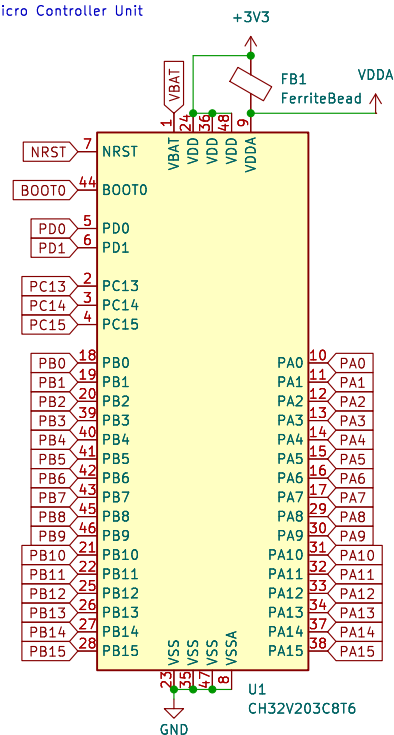 icro Controller Unit
+3V3
FB1
FerriteBead
VDDA
VBAT
1 24 36 48 9
VBAT VDD VDD VDD VDDA
NRST 7 NRST
BOOT0 44 BOOT0
PD0 5 PD0
PD1 6 PD1
PC13 2 PC13
PC14 3 PC14
PC15 4 PC15
PB0 18 PB0 PA0 10 PA0
PB1 19 PB1 PA1 11 PA1
PB2 20 PB2 PA2 12 PA2
PB3 39 PB3 PA3 13 PA3
PB4 40 PB4 PA4 14 PA4
PB5 41 PB5 PA5 15 PA5
PB6 42 PB6 PA6 16 PA6
PB7 43 PB7 PA7 17 PA7
PB8 45 PB8 PA8 29 PA8
PB9 46 PB9 PA9 30 PA9
PB10 21 PB10 PA10 31 PA10
PB11 22 PB11 PA11 32 PA11
PB12 25 PB12 PA12 33 PA12
PB13 26 PB13 PA13 34 PA13
PB14 27 PB14 PA14 37 PA14
PB15 28 PB15 PA15 38 PA15
VSS VSS VSS VSSA
23 35 47 8
U1
CH32V203C8T6
GND